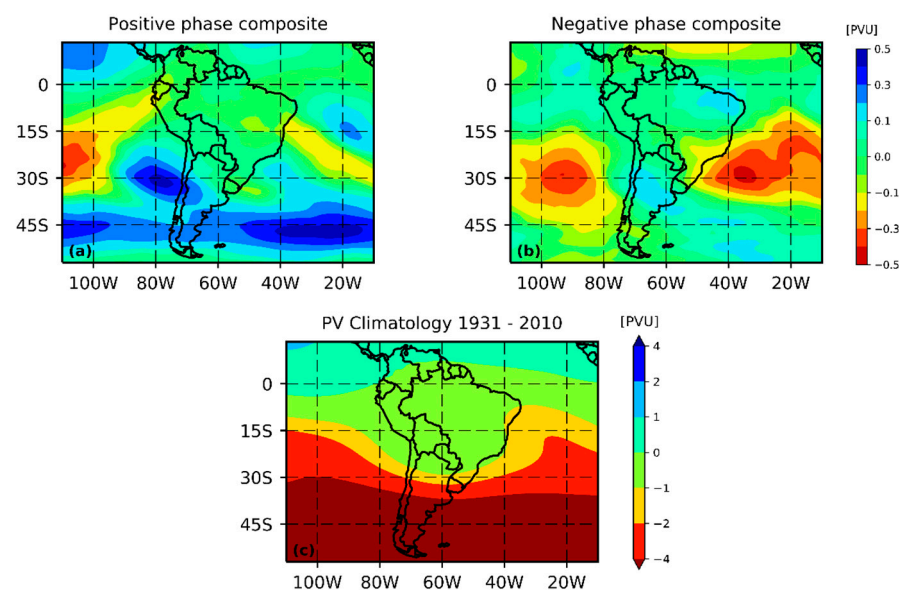 Positive phase composite
Negative phase composite
[PVU]
0
15S
30S
45S
(a)
100W 80W 60W 40W 20W
0
15S
30S
45S
(b)
100W 80W 60W 40W 20W
0.5
0.3
0.1
0.0
−0.1
−0.3
−0.5
PV Climatology 1931 - 2010
[PVU]
0
15S
30S
45S
(c)
100W 80W 60W 40W 20W
4
2
1
0
−1
−2
−4